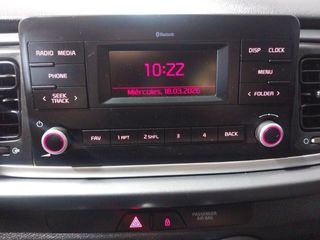 Bluetooth
RADIO MEDIA
DISP CLOCK
10:22
PHONE
MENU
SEEK
TRACK
Miércoles, 18.03.2026
FOLDER
FAV 1 RPT 2 SHFL 3 4 BACK
PASSENGER
AIR BAG